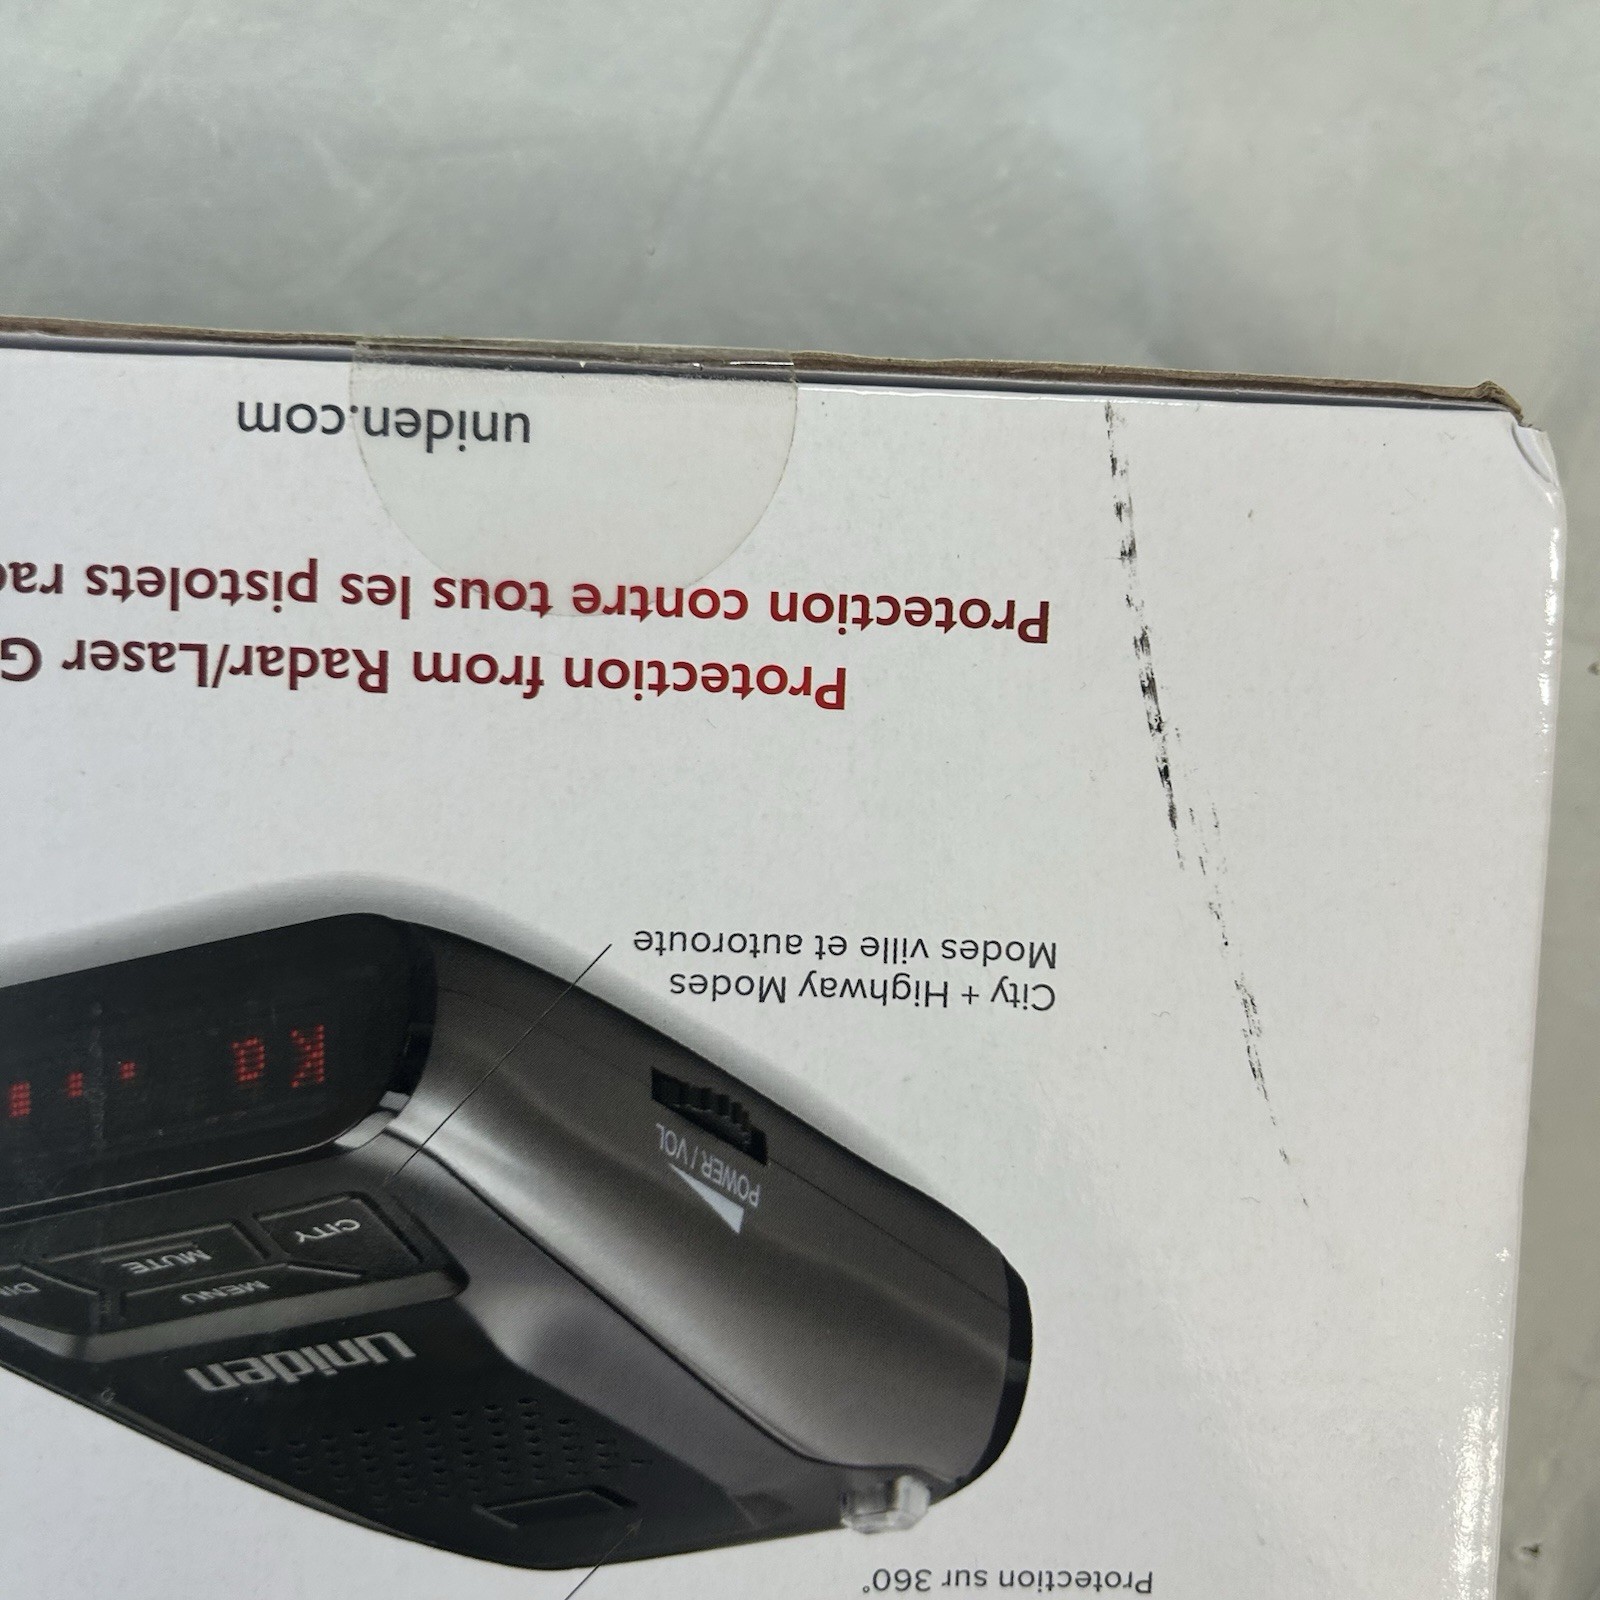 Protection sur 360°
uniden
MENU
MUTE
CITY
POWER / VOL
City + Highway Modes
Modes ville et autoroute
Protection from Radar/Laser G
Protection contre tous les pistolets ra
uniden.com